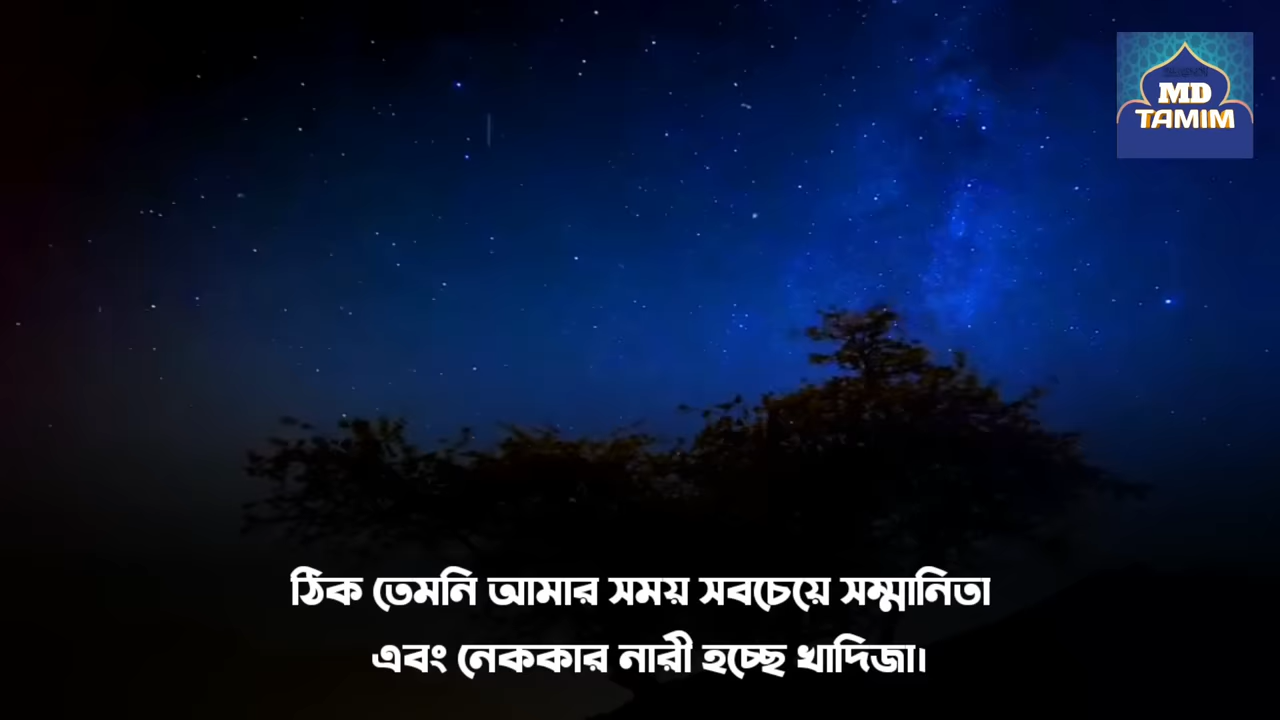 MD
TAMIM
ঠিক তেমনি আমার সময় সবচেয়ে সম্মানিতা
এবং নেককার নারী হচ্ছে খাদিজা।